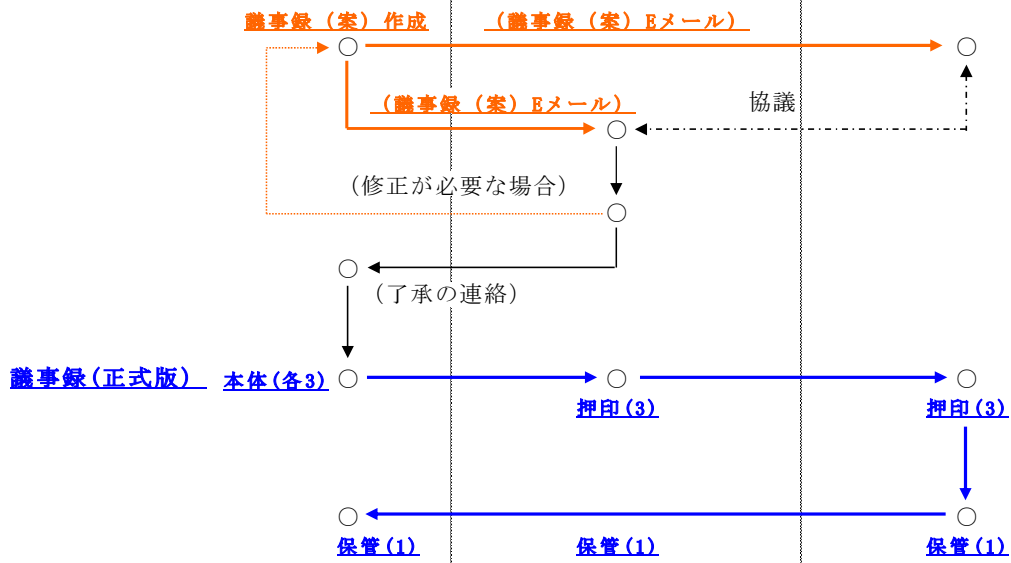 議事録（案）作成
（議事録（案）Eメール）
（議事録（案）Eメール）
協議
（修正が必要な場合）
（了承の連絡）
議事録(正式版)
本体(各3)
押印(3)
押印(3)
保管(1)
保管(1)
保管(1)